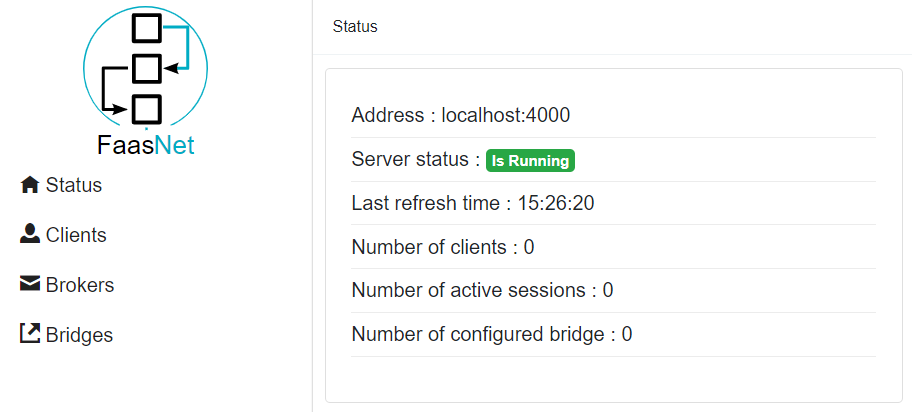 FaasNet
Status
Clients
Brokers
Bridges
Status
Address : localhost:4000
Server status : Is Running
Last refresh time : 15:26:20
Number of clients : 0
Number of active sessions : 0
Number of configured bridge : 0